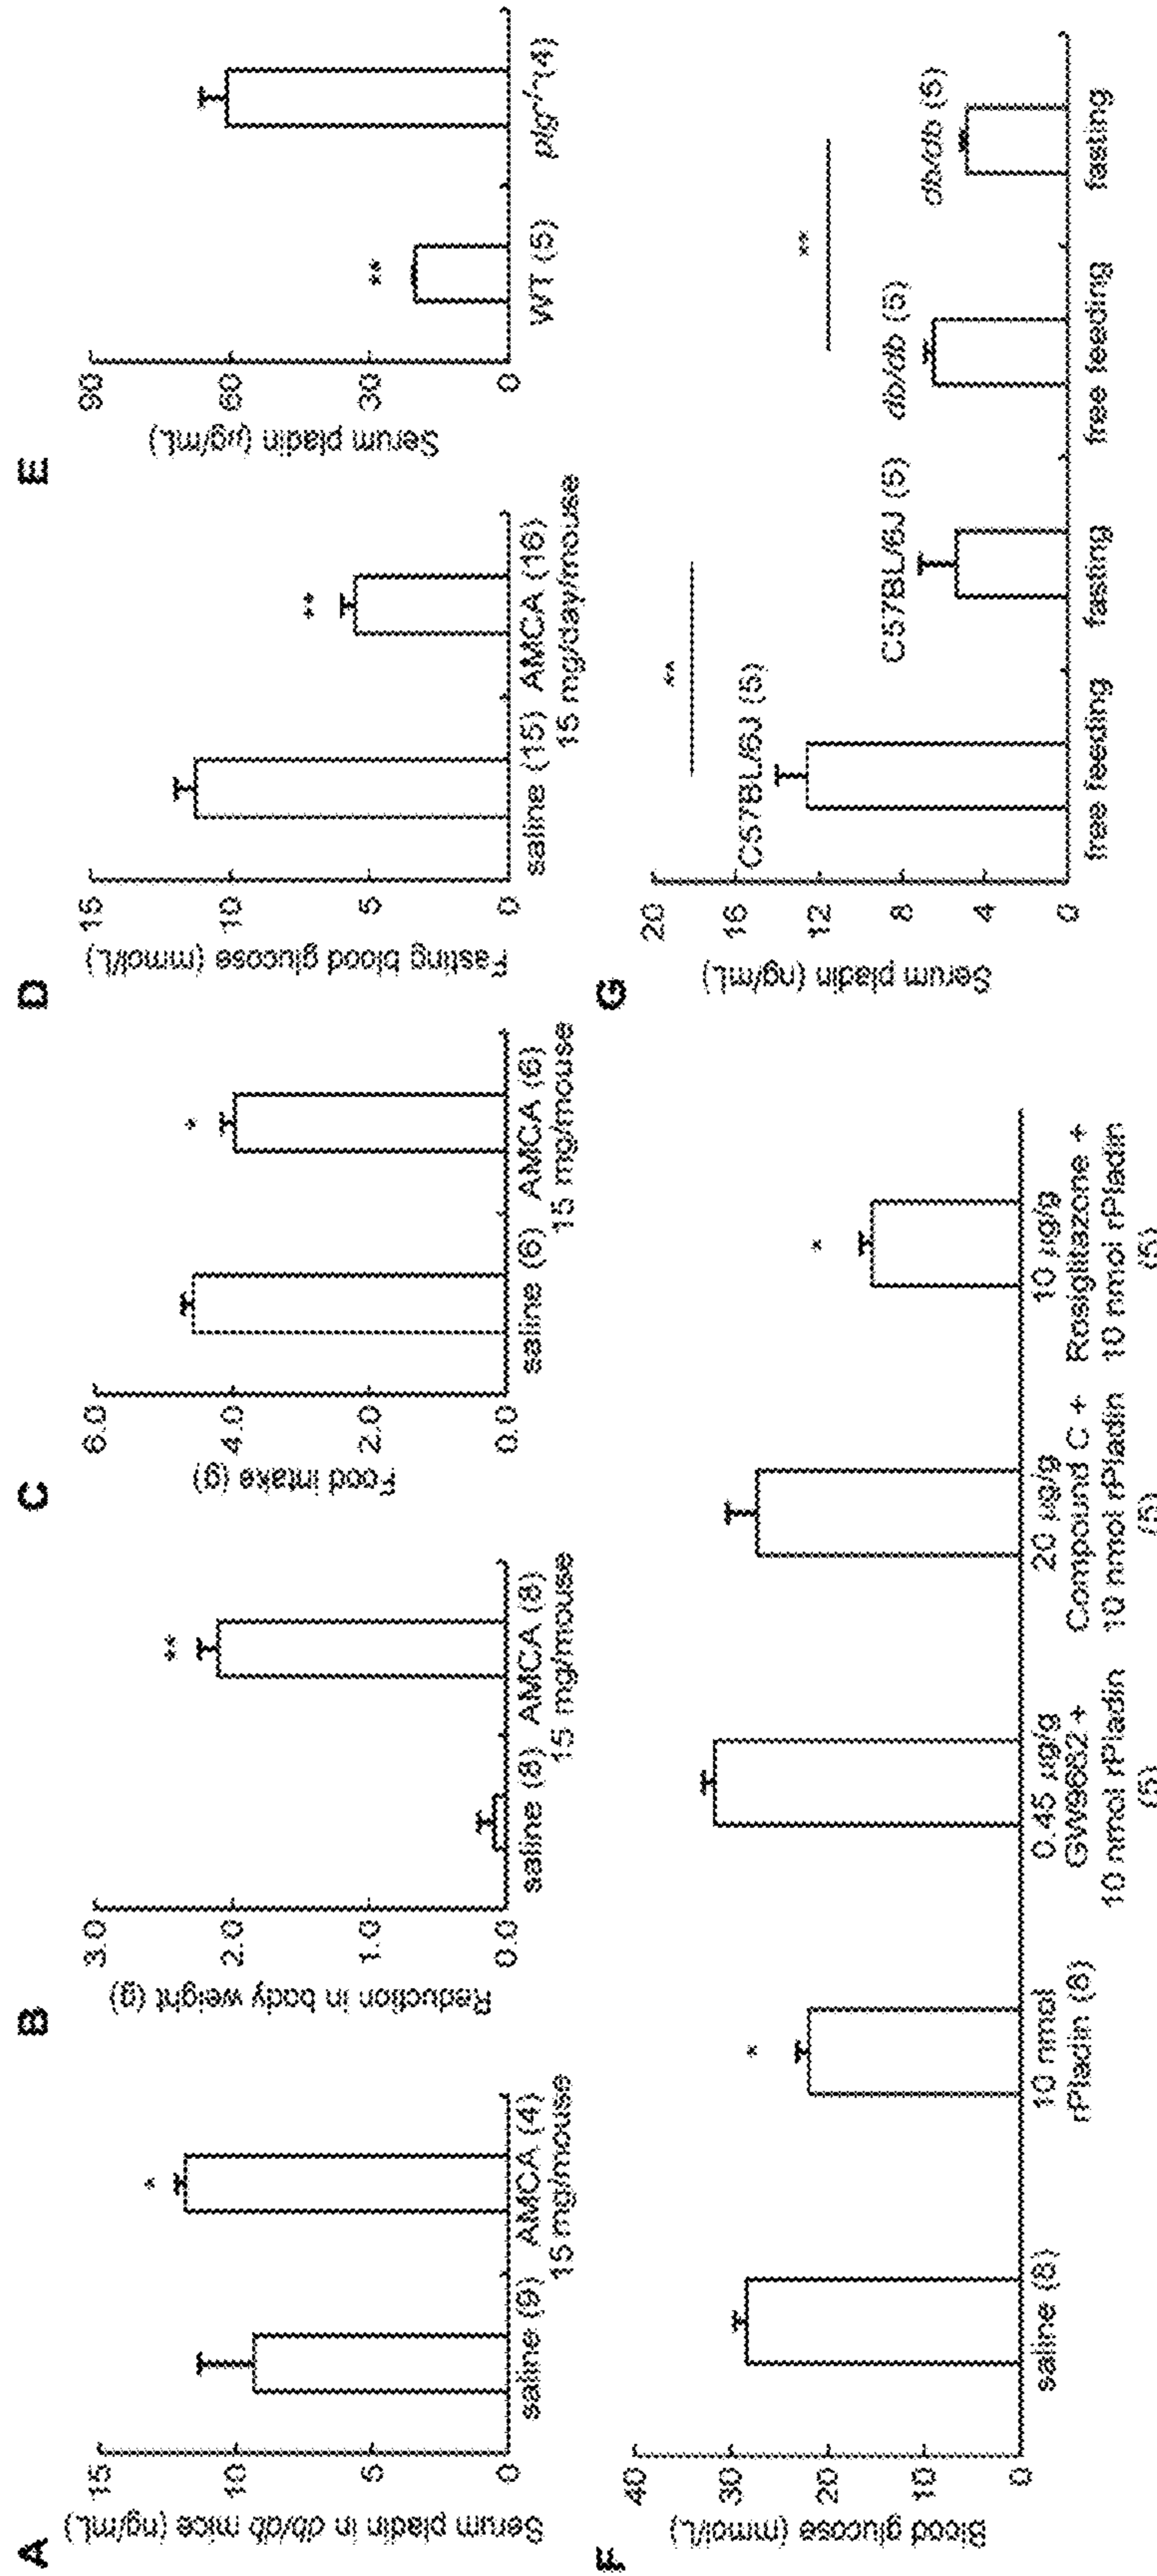 A
Serum pladin in db/db mice (ng/mL)
15
10
5
0
saline (9) AMCA (4)
15 mg/mouse
*
B
Reduction in body weight (g)
3.0
2.0
1.0
0.0
saline (8) AMCA (8)
15 mg/mouse
**
C
Food intake (g)
6.0
4.0
2.0
0.0
saline (6) AMCA (6)
15 mg/mouse
*
D
Fasting blood glucose (mmol/L)
15
10
5
0
saline (15) AMCA (16)
15 mg/day/mouse
**
E
Serum pladin (µg/mL)
90
60
30
0
WT (5) plg-/-(4)
**
F
Blood glucose (mmol/L)
40
30
20
10
0
saline (8)
10 nmol
rPladin (8)
*
0.45 µg/g
GW9662 +
10 nmol rPladin
(5)
20 µg/g
Compound C +
10 nmol rPladin
(5)
10 µg/g
Rosiglitazone +
10 nmol rPladin
(5)
*
G
Serum pladin (ng/mL)
20
16
12
8
4
0
C57BL/6J (5)
C57BL/6J (5)
db/db (5)
db/db (5)
**
**
free feeding fasting free feeding fasting